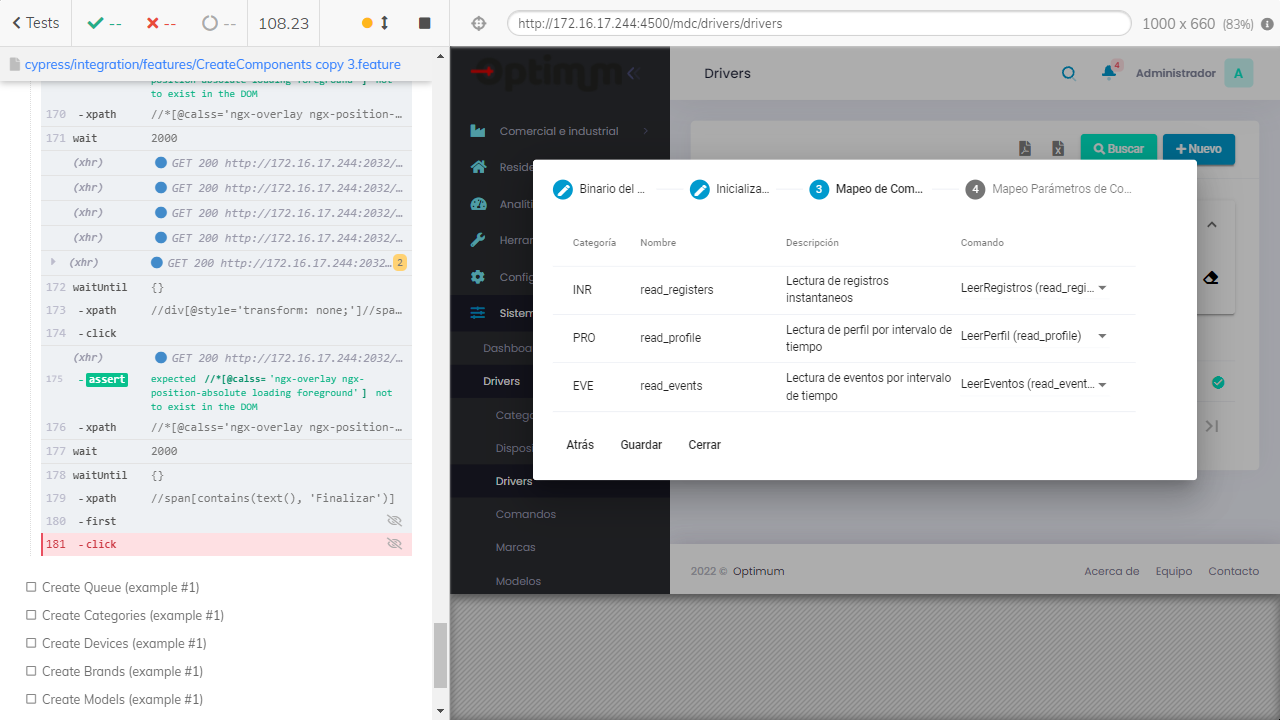 Tests
--
--
--
108.23
http://172.16.17.244:4500/mdc/drivers/drivers
1000 x 660 (83%)
cypress/integration/features/CreateComponents copy 3.feature
position-absolute loading foreground'] not
to exist in the DOM
170 -xpath //*[@calss='ngx-overlay ngx-position-…
171 wait 2000
(xhr) GET 200 http://172.16.17.244:2032/…
(xhr) GET 200 http://172.16.17.244:2032/…
(xhr) GET 200 http://172.16.17.244:2032/…
(xhr) GET 200 http://172.16.17.244:2032/…
(xhr) GET 200 http://172.16.17.244:2032… 2
172 waitUntil {}
173 -xpath //div[@style='transform: none;']//spa…
174 -click
(xhr) GET 200 http://172.16.17.244:2032/…
175 -assert expected //*[@calss='ngx-overlay ngx-
position-absolute loading foreground'] not
to exist in the DOM
176 -xpath //*[@calss='ngx-overlay ngx-position-…
177 wait 2000
178 waitUntil {}
179 -xpath //span[contains(text(), 'Finalizar')]
180 -first
181 -click
Create Queue (example #1)
Create Categories (example #1)
Create Devices (example #1)
Create Brands (example #1)
Create Models (example #1)
Optimum
Comercial e industrial
Reside
Analíti
Herrar
Config
Sistem
Dashboa
Drivers
Catego
Disposi
Drivers
Comandos
Marcas
Modelos
Drivers
4
Administrador
A
Buscar
Nuevo
Binario del ...
Inicializa...
3 Mapeo de Com...
4 Mapeo Parámetros de Co...
Categoría Nombre Descripción Comando
INR read_registers Lectura de registros instantaneos LeerRegistros (read_regi...
PRO read_profile Lectura de perfil por intervalo de tiempo LeerPerfil (read_profile)
EVE read_events Lectura de eventos por intervalo de tiempo LeerEventos (read_event...
Atrás Guardar Cerrar
2022 © Optimum
Acerca de Equipo Contacto